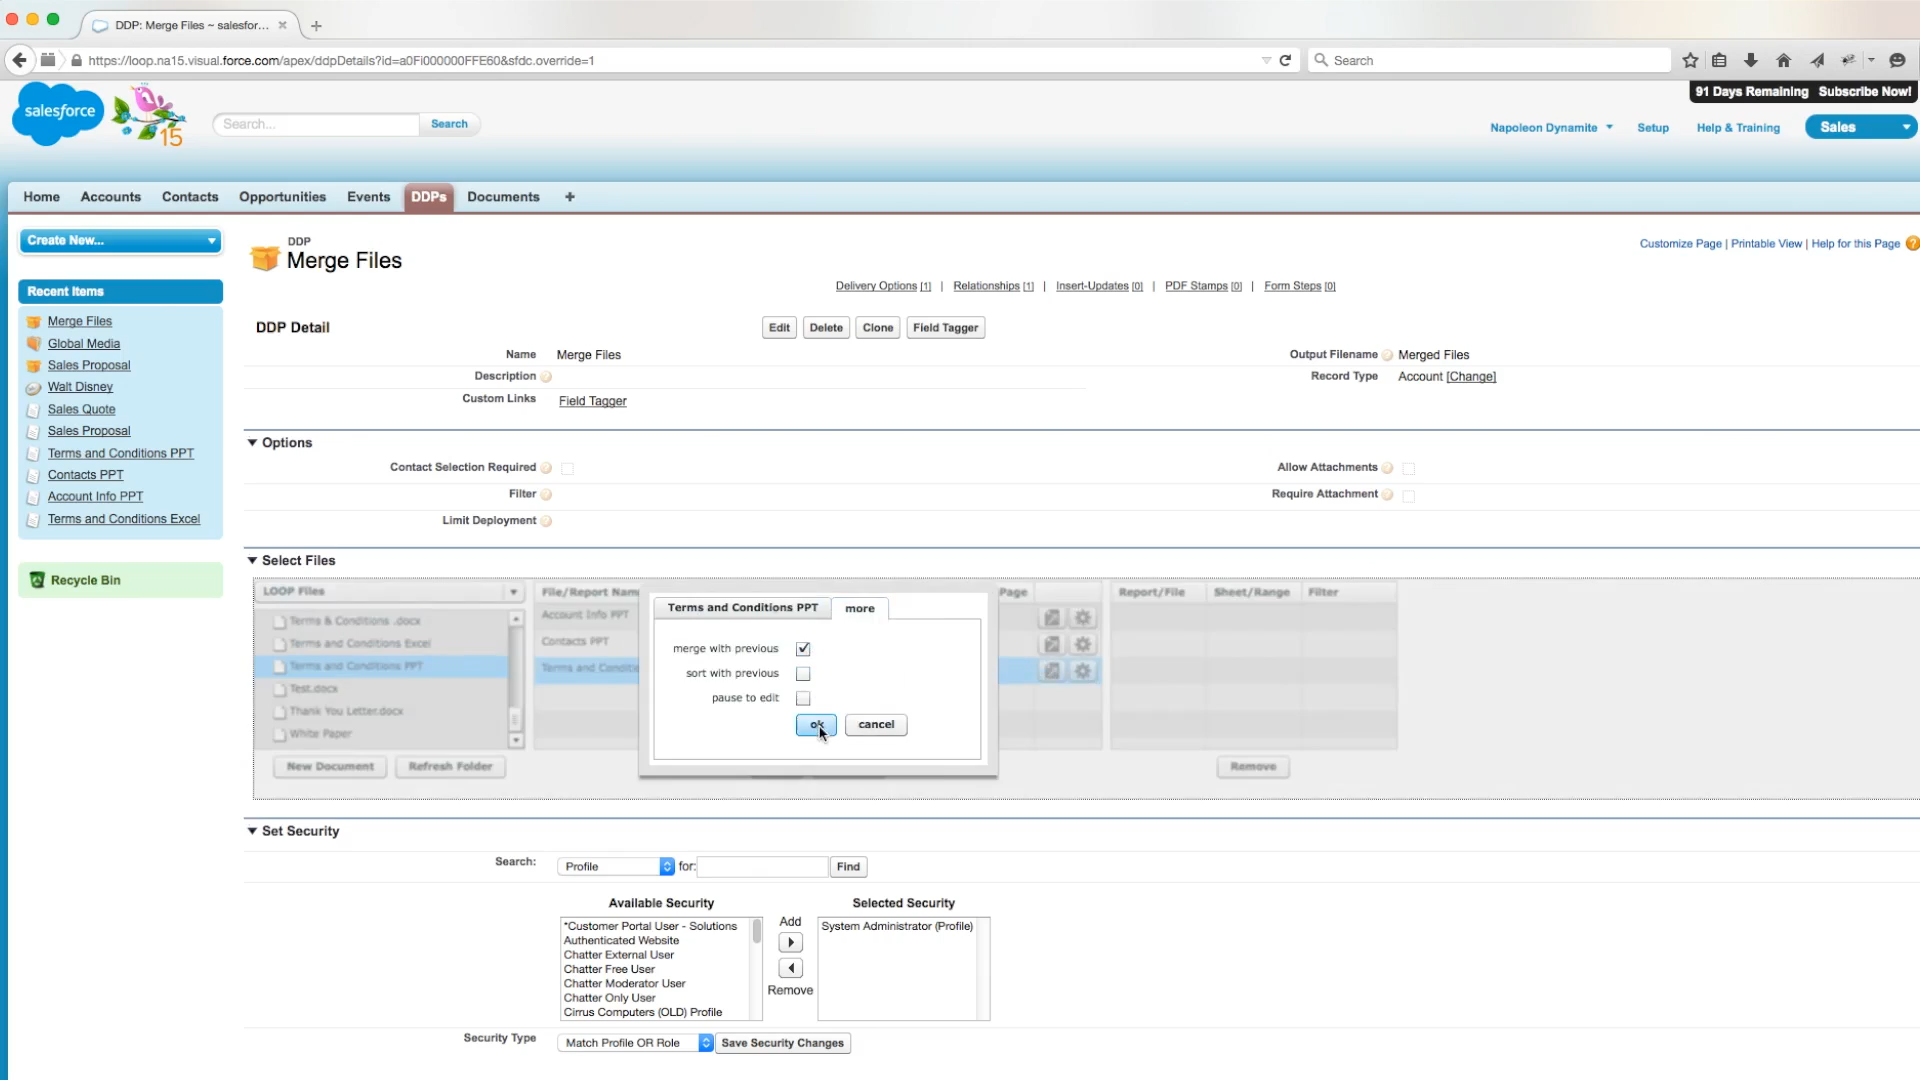 DDP: Merge Files ~ salesfor...
https://loop.na15.visual.force.com/apex/ddpDetails?id=a0Fi000000FFE60&sfdc.override=1
Search
91 Days Remaining Subscribe Now!
salesforce
15
Search...
Search
Napoleon Dynamite
Setup
Help & Training
Sales
Home
Accounts
Contacts
Opportunities
Events
DDPs
Documents
+
Create New...
Recent Items
Merge Files
Global Media
Sales Proposal
Walt Disney
Sales Quote
Sales Proposal
Terms and Conditions PPT
Contacts PPT
Account Info PPT
Terms and Conditions Excel
Recycle Bin
DDP
Merge Files
Customize Page | Printable View | Help for this Page
Delivery Options [1] | Relationships [1] | Insert-Updates [0] | PDF Stamps [0] | Form Steps [0]
DDP Detail
Edit
Delete
Clone
Field Tagger
Name Merge Files
Output Filename Merged Files
Description
Record Type Account [Change]
Custom Links Field Tagger
Options
Contact Selection Required
Allow Attachments
Filter
Require Attachment
Limit Deployment
Select Files
LOOP Files
Terms & Conditions .docx
Terms and Conditions Excel
Terms and Conditions PPT
Test.docx
Thank You Letter.docx
White Paper
New Document
Refresh Folder
File/Report Nam
Account Info PPT
Contacts PPT
Terms and Conditio
Terms and Conditions PPT
more
merge with previous
sort with previous
pause to edit
ok
cancel
Page
Report/File
Sheet/Range
Filter
Remove
Set Security
Search: Profile for:
Find
Available Security
*Customer Portal User - Solutions
Authenticated Website
Chatter External User
Chatter Free User
Chatter Moderator User
Chatter Only User
Cirrus Computers (OLD) Profile
Add
Remove
Selected Security
System Administrator (Profile)
Security Type Match Profile OR Role
Save Security Changes